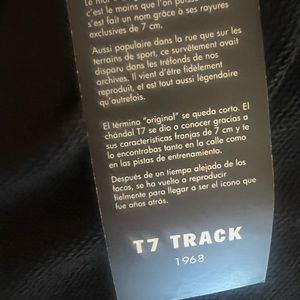 Le mot
c'est le moins que l'on puisse
s'est fait un nom grâce à ses rayures
exclusives de 7 cm.
Aussi populaire dans la rue que sur les
terrains de sport, ce survêtement avait
disparu dans les tréfonds de nos
archives. Il vient d'être fidèlement
reproduit, et est tout aussi légendaire
qu'autrefois.
El término "original" se queda corto. El
chándal T7 se dio a conocer gracias a
sus características franjas de 7 cm y te
lo encontrabas tanto en la calle como
en las pistas de entrenamiento.
Después de un tiempo alejado de los
focos, se ha vuelto a reproducir
fielmente para llegar a ser el icono que
fue años atrás.
T7 TRACK
1968